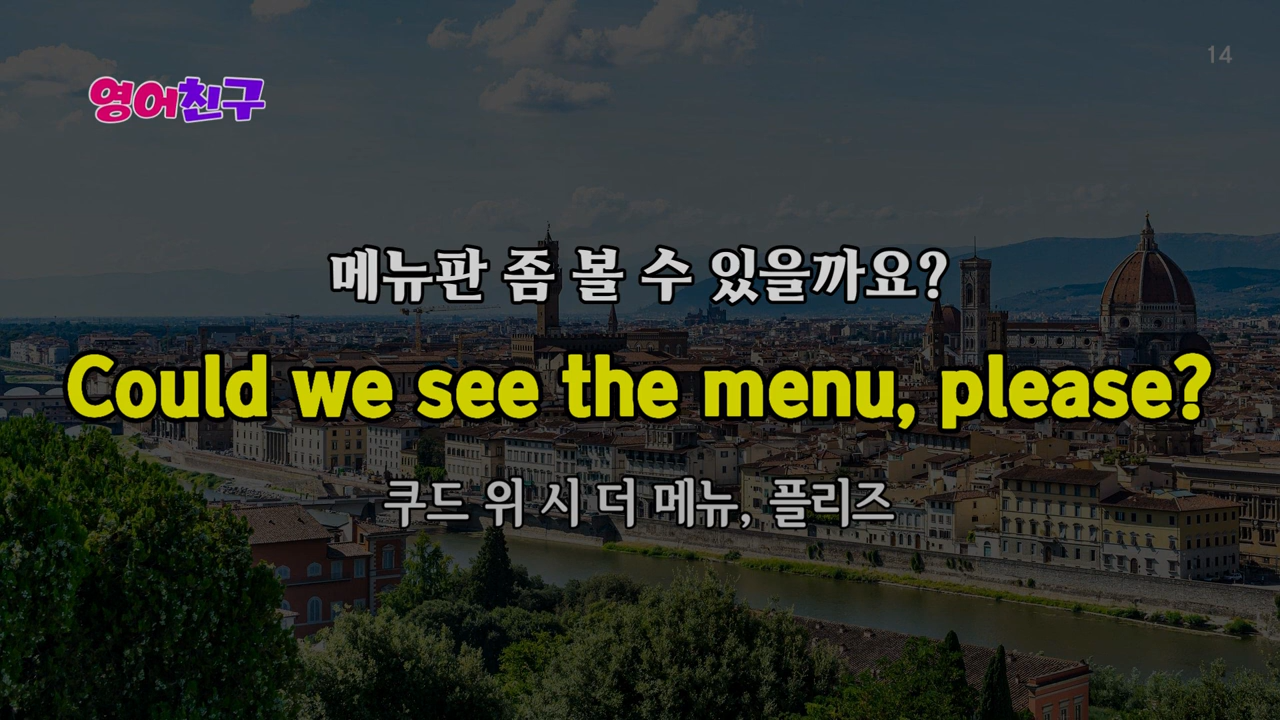 14
영어친구
메뉴판 좀 볼 수 있을까요?
Could we see the menu, please?
쿠드 위 시 더 메뉴, 플리즈